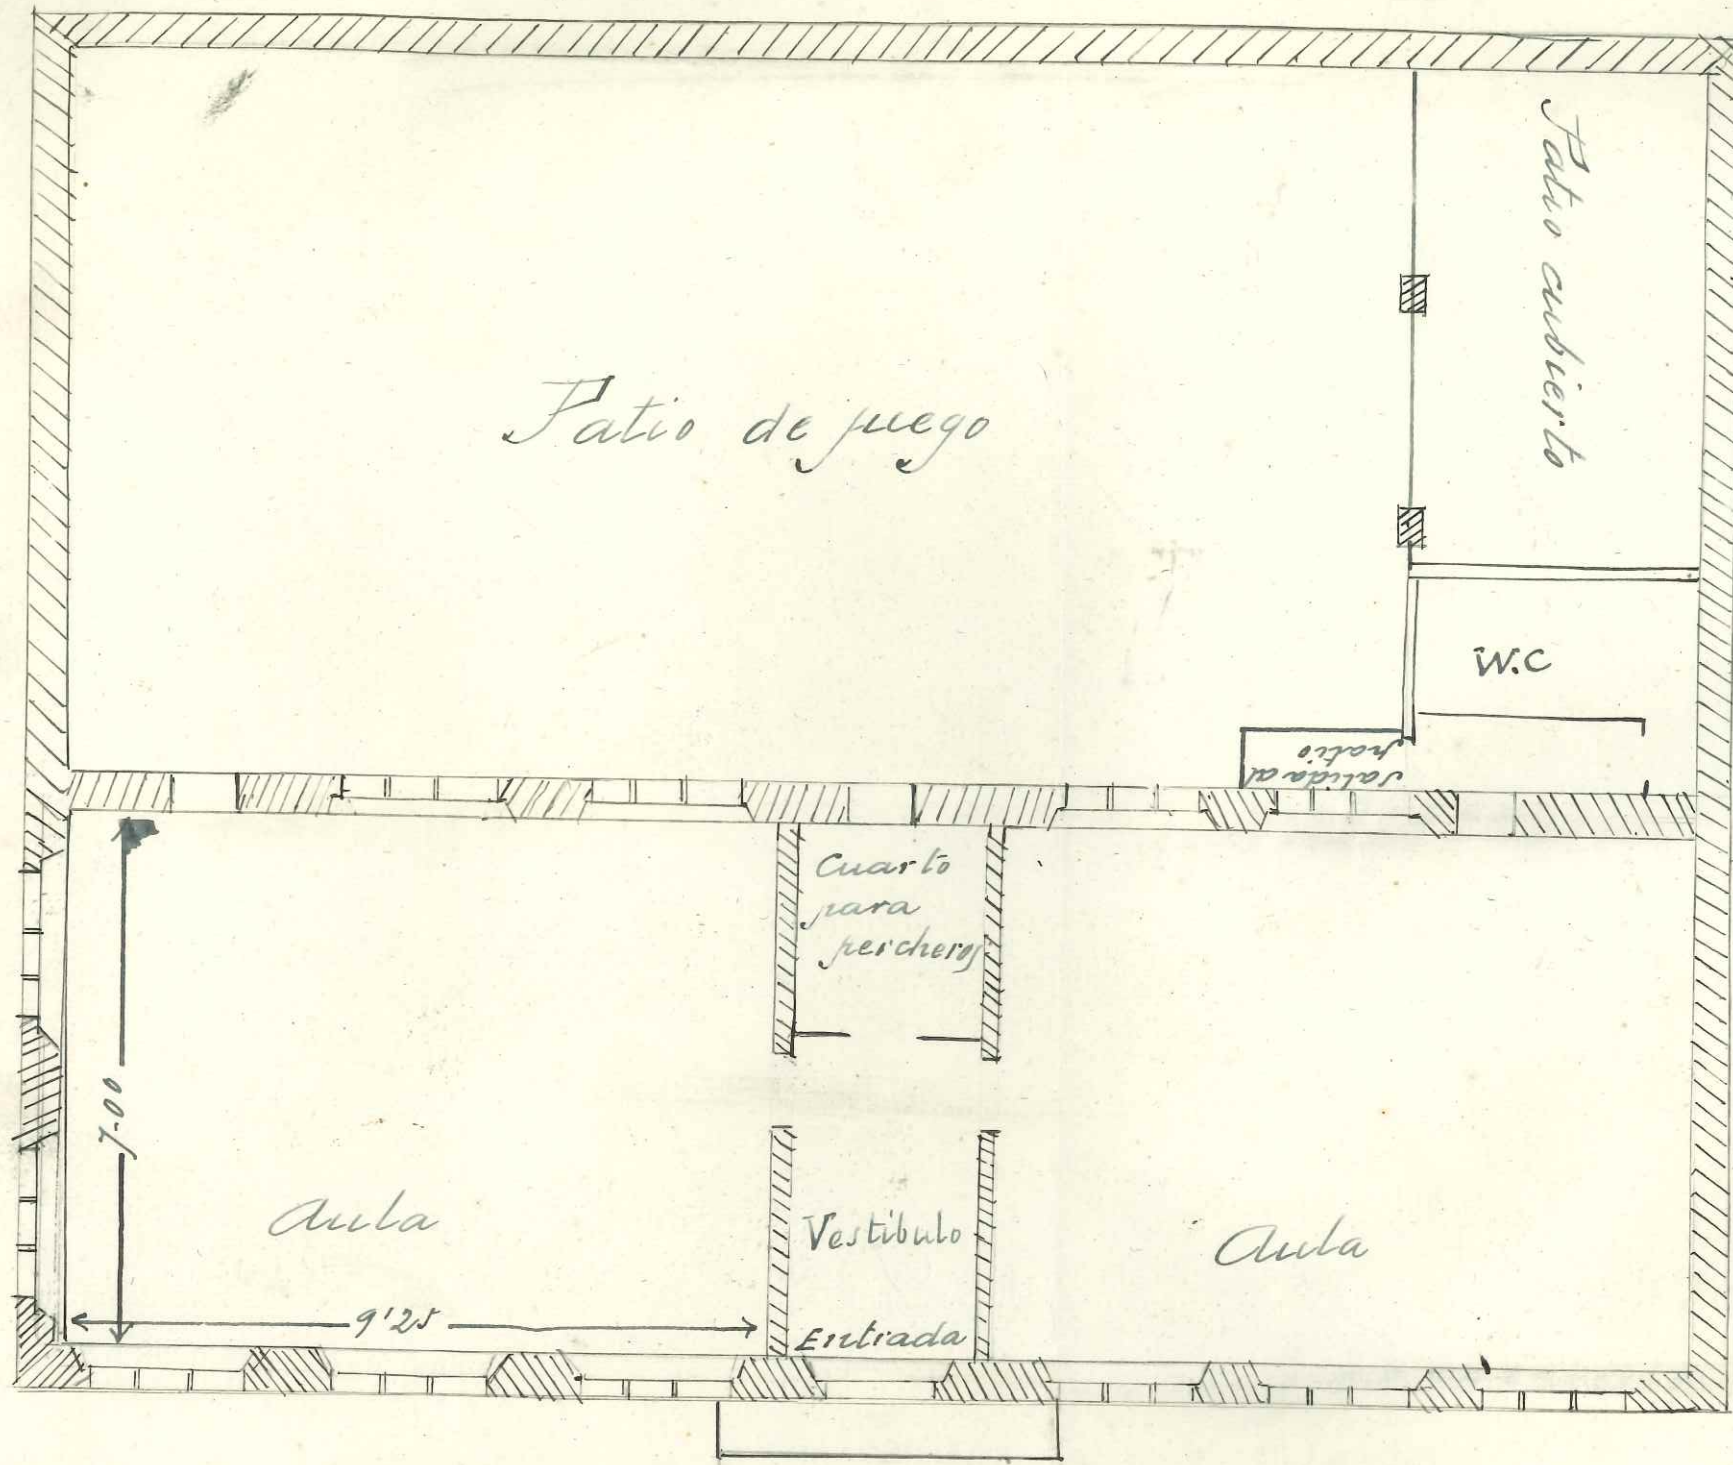 Patio cubierto
Patio de juego
W.C
Salida al
patio
Cuarto
para
percheros
7.00
Aula
Vestibulo
Aula
9'25
Entrada